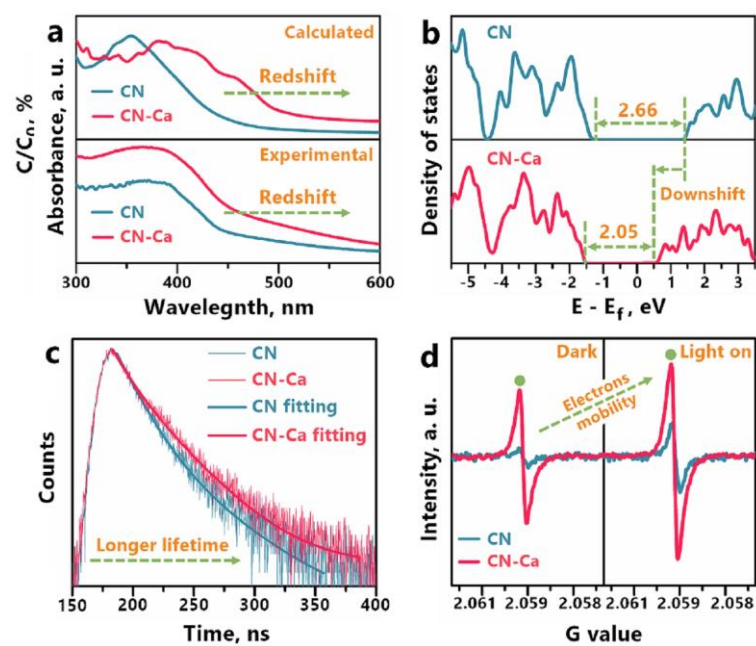 a
Calculated
CN
CN-Ca
Redshift
Experimental
CN
CN-Ca
Redshift
C/C₀, %
Absorbance, a. u.
300 400 500 600
Wavelegnth, nm
b
CN
2.66
CN-Ca
Downshift
2.05
Density of states
-5 -4 -3 -2 -1 0 1 2 3
E - Ef, eV
c
CN
CN-Ca
CN fitting
CN-Ca fitting
Longer lifetime
Counts
150 200 250 300 350 400
Time, ns
d
Dark
Light on
Electrons
mobility
CN
CN-Ca
Intensity, a. u.
2.061 2.059 2.058 2.061 2.059 2.058
G value